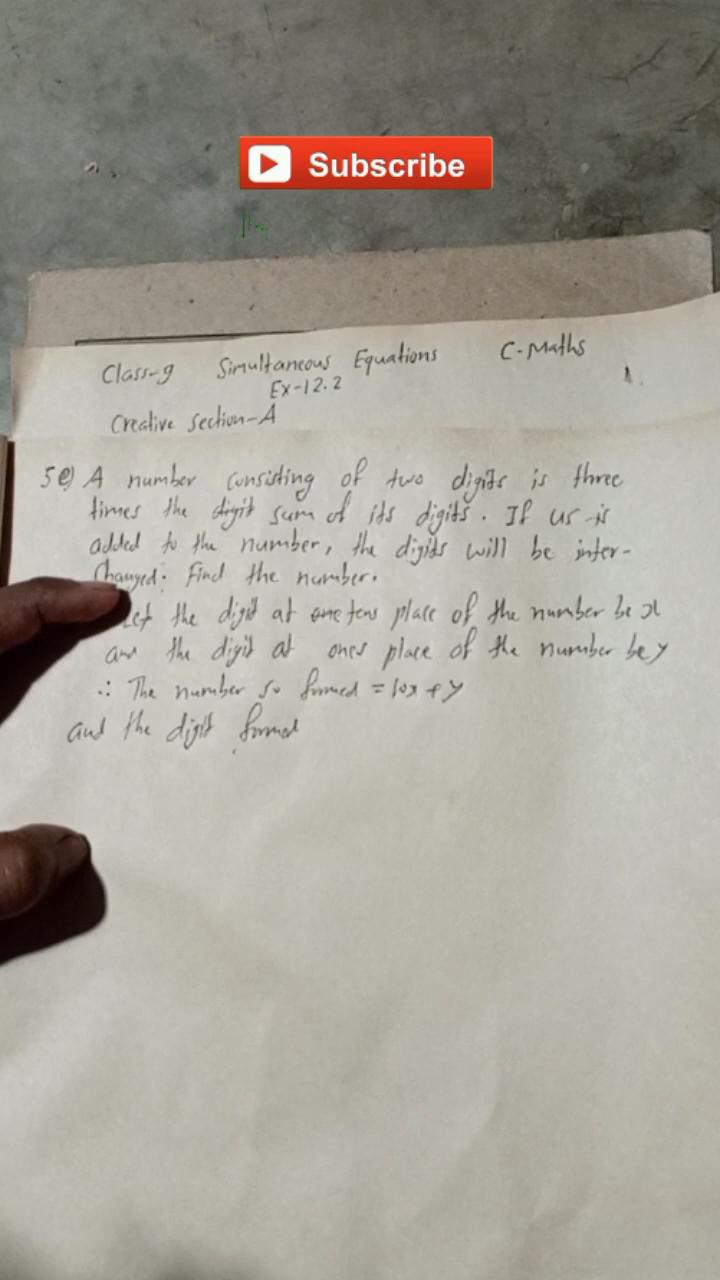 Subscribe
Class-9 Simultaneous Equations C-Maths
Ex-12.2
Creative section-A
5e) A number consisting of two digits is three
times the digit sum of its digits. If 45 is
added to the number, the digits will be inter-
changed. Find the number.
Let the digit at tens place of the number be x
and the digit at ones place of the number be y
∴ The number so formed = 10x + y
and the digit formed